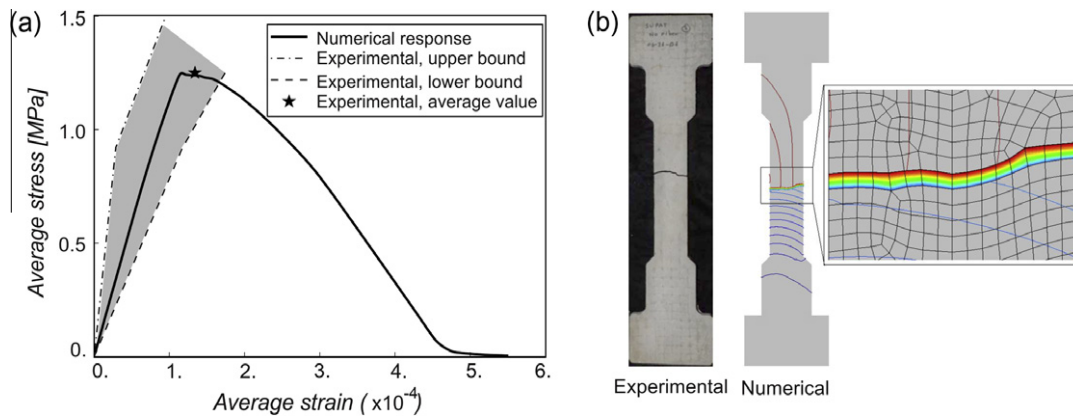 (a)
1.5
1.0
0.5
0.
Average stress [MPa]
Numerical response
Experimental, upper bound
Experimental, lower bound
Experimental, average value
0. 1. 2. 3. 4. 5. 6.
Average strain (x10-4)
(b)
Experimental
Numerical